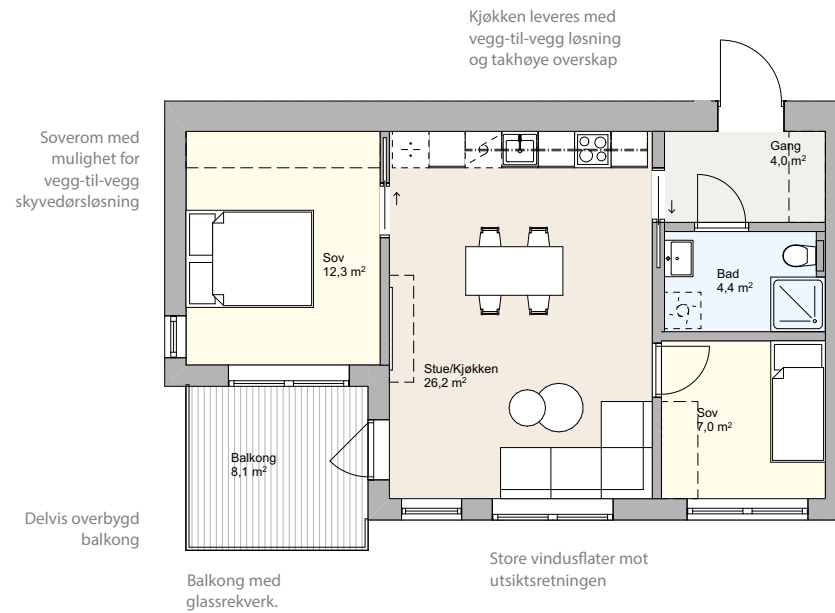 Kjøkken leveres med
vegg-til-vegg løsning
og takhøye overskap
Soverom med
mulighet for
vegg-til-vegg
skyvedørsløsning
Gang
4,0 m²
Sov
12,3 m²
Bad
4,4 m²
Stue/Kjøkken
26,2 m²
Sov
7,0 m²
Balkong
8,1 m²
Delvis overbygd
balkong
Balkong med
glassrekverk.
Store vindusflater mot
utsiktsretningen